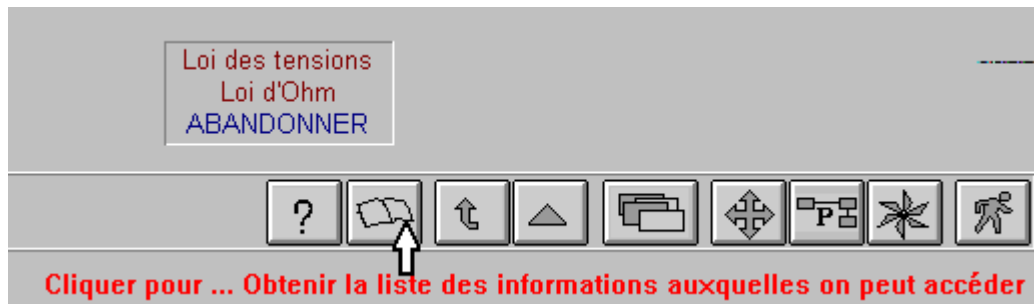 Loi des tensions
Loi d'Ohm
ABANDONNER
? P
Cliquer pour ... Obtenir la liste des informations auxquelles on peut accéder